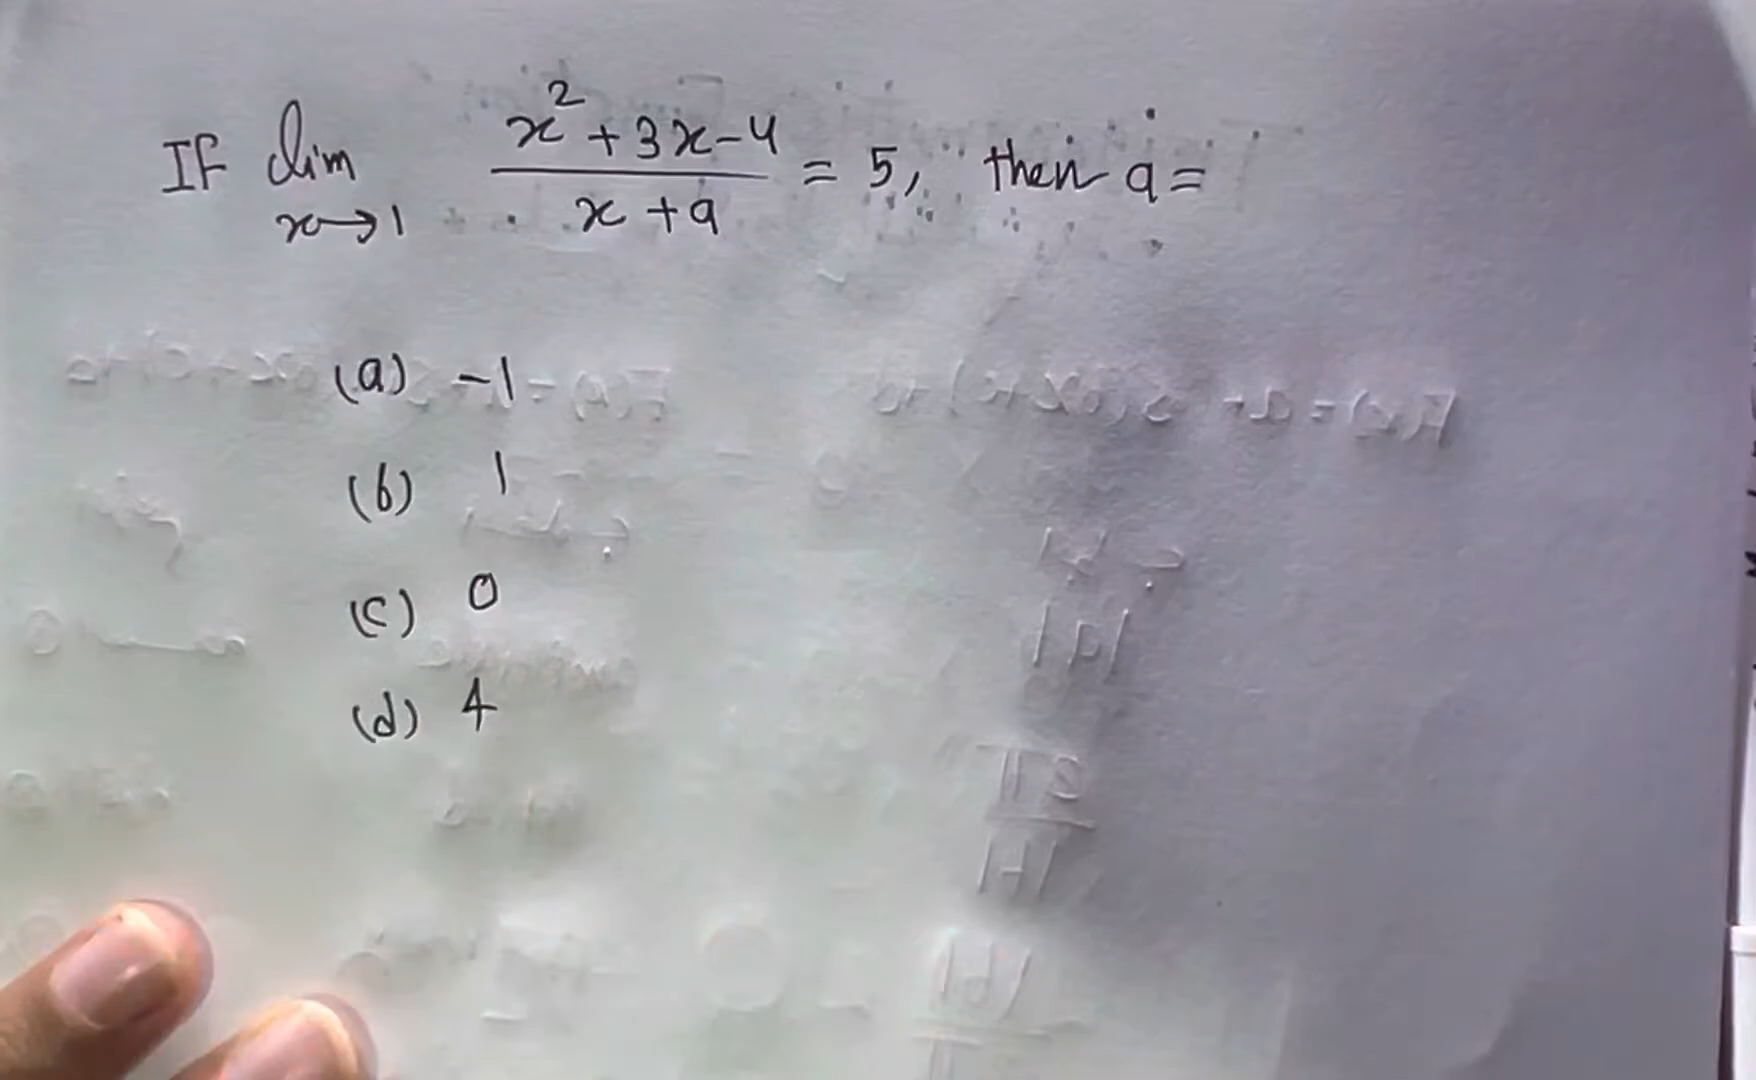 If lim x→1 (x² + 3x - 4)/(x + a) = 5, then a =
(a) -1
(b) 1
(c) 0
(d) 4